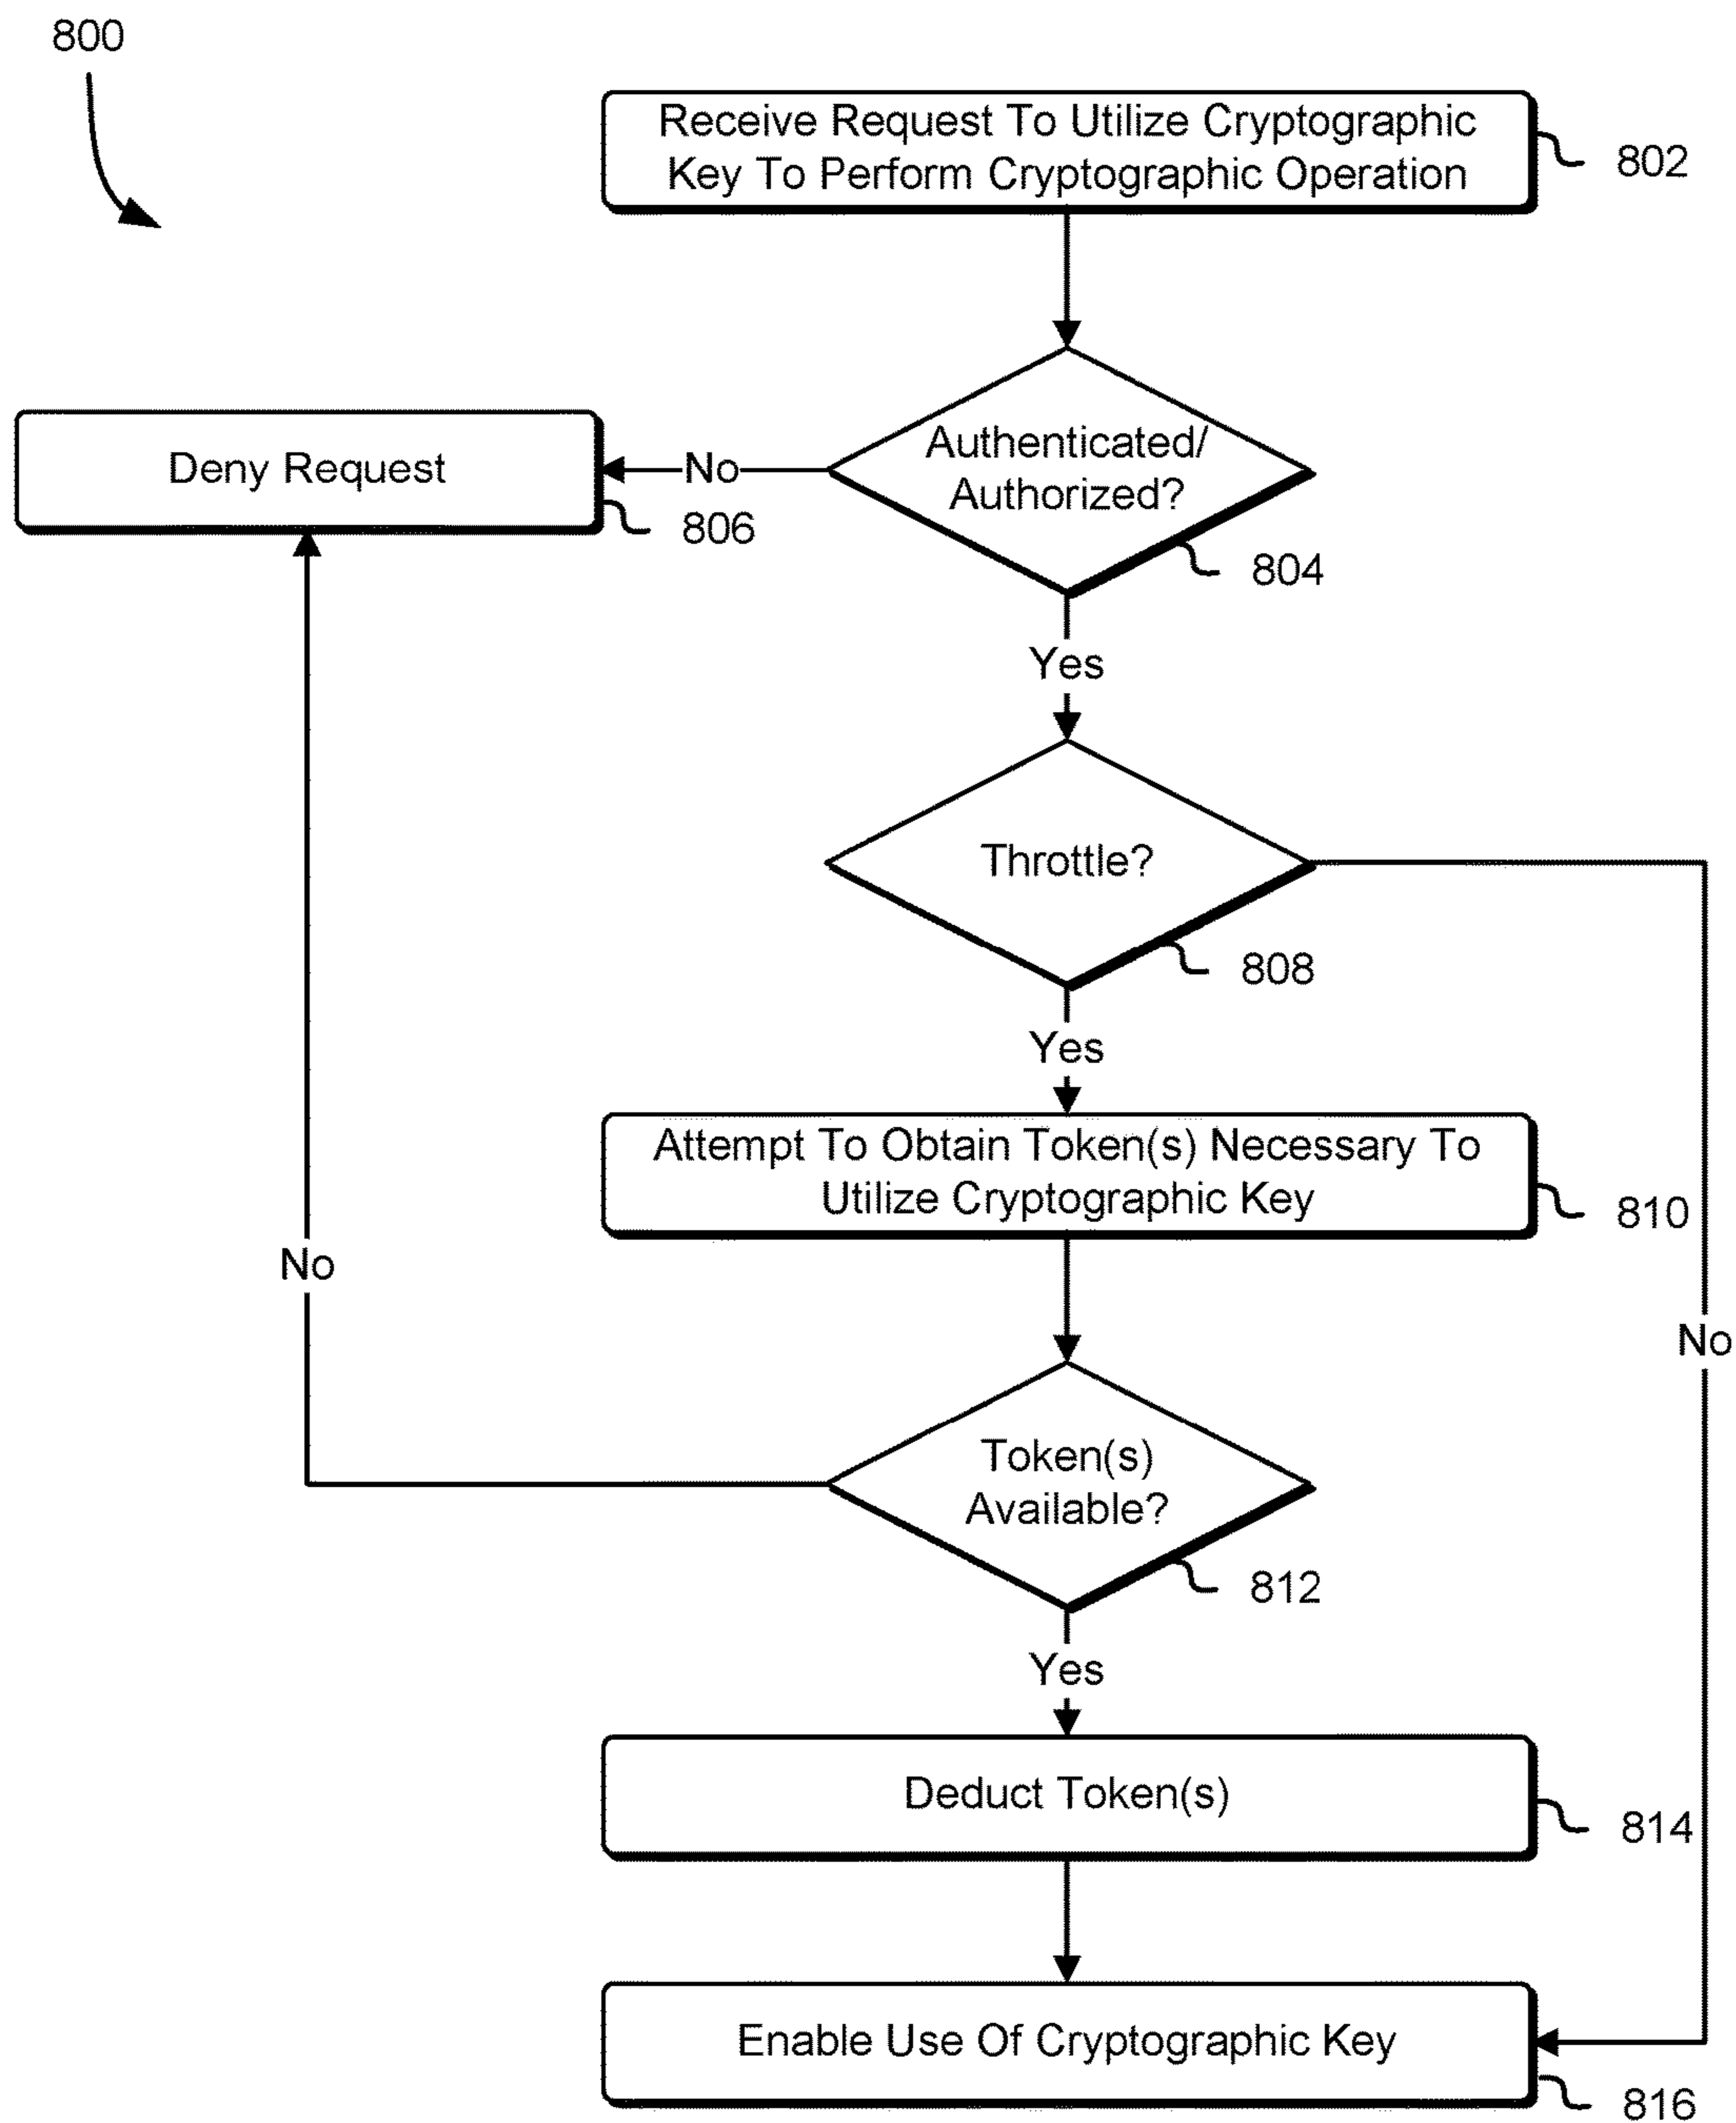 800
Receive Request To Utilize Cryptographic
Key To Perform Cryptographic Operation
802
Authenticated/
Authorized?
804
No
Deny Request
806
Yes
Throttle?
808
Yes
Attempt To Obtain Token(s) Necessary To
Utilize Cryptographic Key
810
No
No
Token(s)
Available?
812
Yes
Deduct Token(s)
814
Enable Use Of Cryptographic Key
816